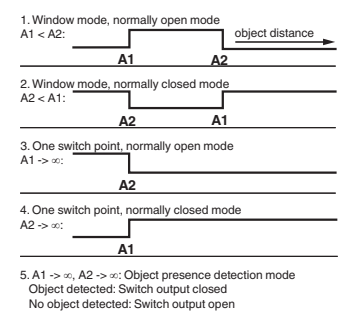 1. Window mode, normally open mode
A1 < A2:
object distance
A1 A2
2. Window mode, normally closed mode
A2 < A1:
A2 A1
3. One switch point, normally open mode
A1 -> ∞:
A2
4. One switch point, normally closed mode
A2 -> ∞:
A1
5. A1 -> ∞, A2 -> ∞: Object presence detection mode
Object detected: Switch output closed
No object detected: Switch output open